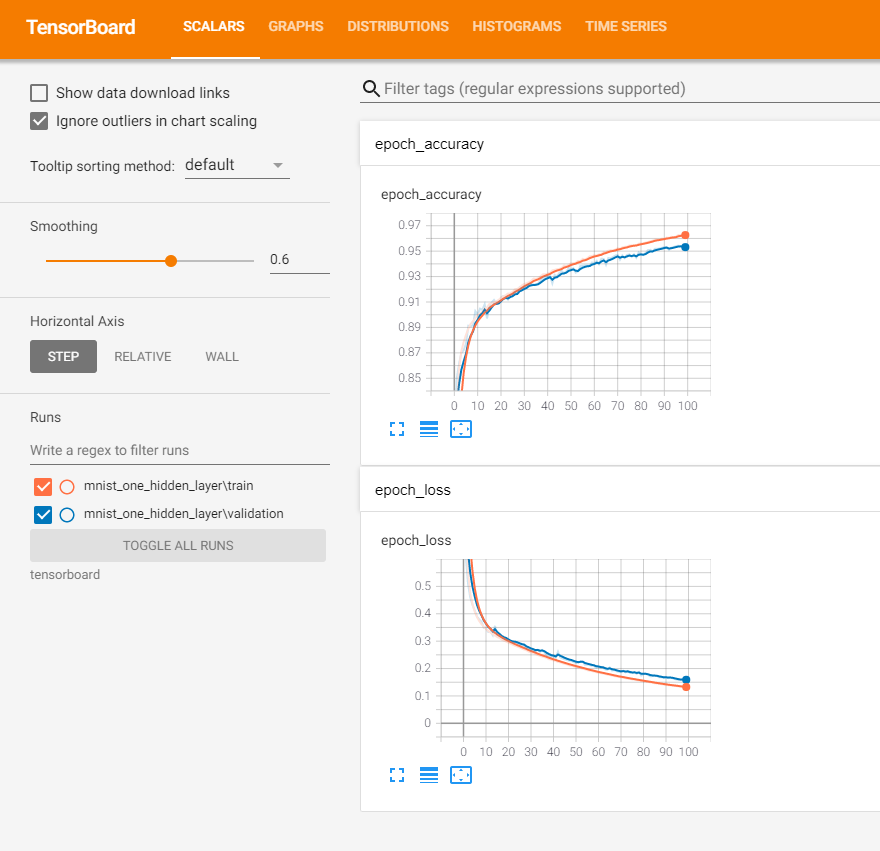 TensorBoard SCALARS GRAPHS DISTRIBUTIONS HISTOGRAMS TIME SERIES
Show data download links
Ignore outliers in chart scaling
Tooltip sorting method: default
Smoothing
0.6
Horizontal Axis
STEP RELATIVE WALL
Runs
Write a regex to filter runs
mnist_one_hidden_layer\train
mnist_one_hidden_layer\validation
TOGGLE ALL RUNS
tensorboard
Filter tags (regular expressions supported)
epoch_accuracy
epoch_accuracy
0.97
0.95
0.93
0.91
0.89
0.87
0.85
0 10 20 30 40 50 60 70 80 90 100
epoch_loss
epoch_loss
0.5
0.4
0.3
0.2
0.1
0
0 10 20 30 40 50 60 70 80 90 100